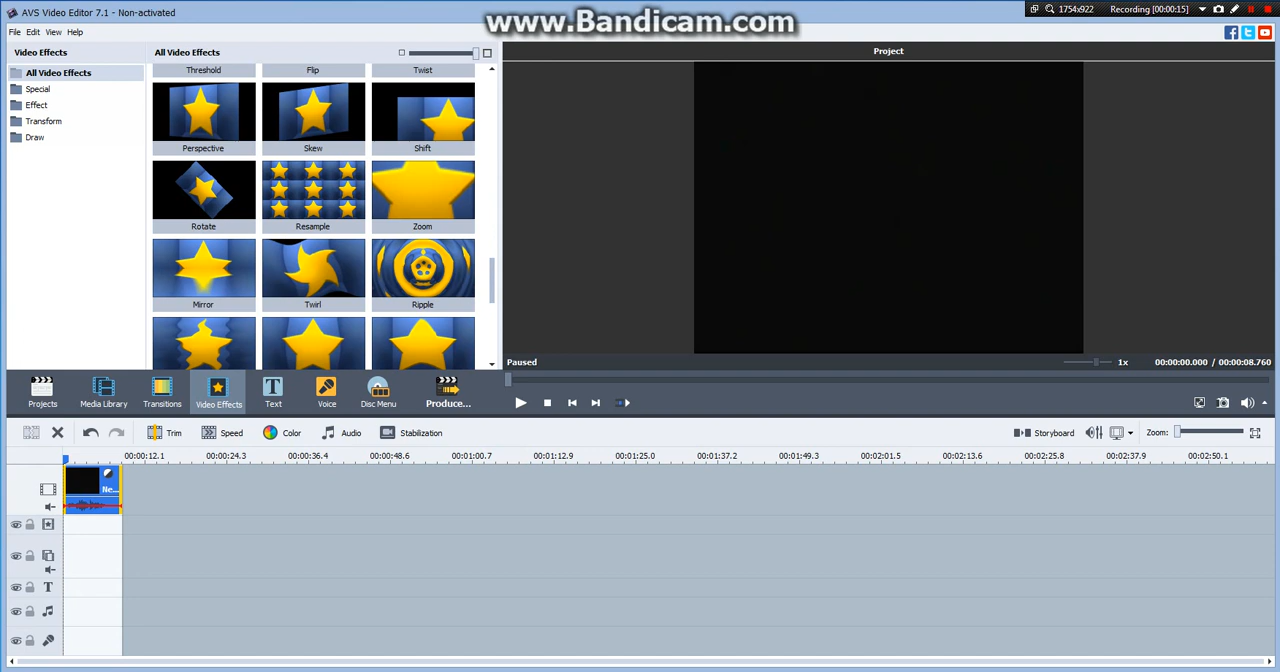 AVS Video Editor 7.1 - Non-activated
www.Bandicam.com
1754x922
Recording [00:00:15]
File Edit View Help
Video Effects
All Video Effects
Project
All Video Effects
Special
Effect
Transform
Draw
Threshold Flip Twist
Perspective Skew Shift
Rotate Resample Zoom
Mirror Twirl Ripple
Paused
1x
00:00:00.000 / 00:00:08.760
Projects Media Library Transitions Video Effects Text Voice Disc Menu Produce...
Trim Speed Color Audio Stabilization
Storyboard Zoom:
00:00:12.1 00:00:24.3 00:00:36.4 00:00:48.6 00:01:00.7 00:01:12.9 00:01:25.0 00:01:37.2 00:01:49.3 00:02:01.5 00:02:13.6 00:02:25.8 00:02:37.9 00:02:50.1
Ne...
T